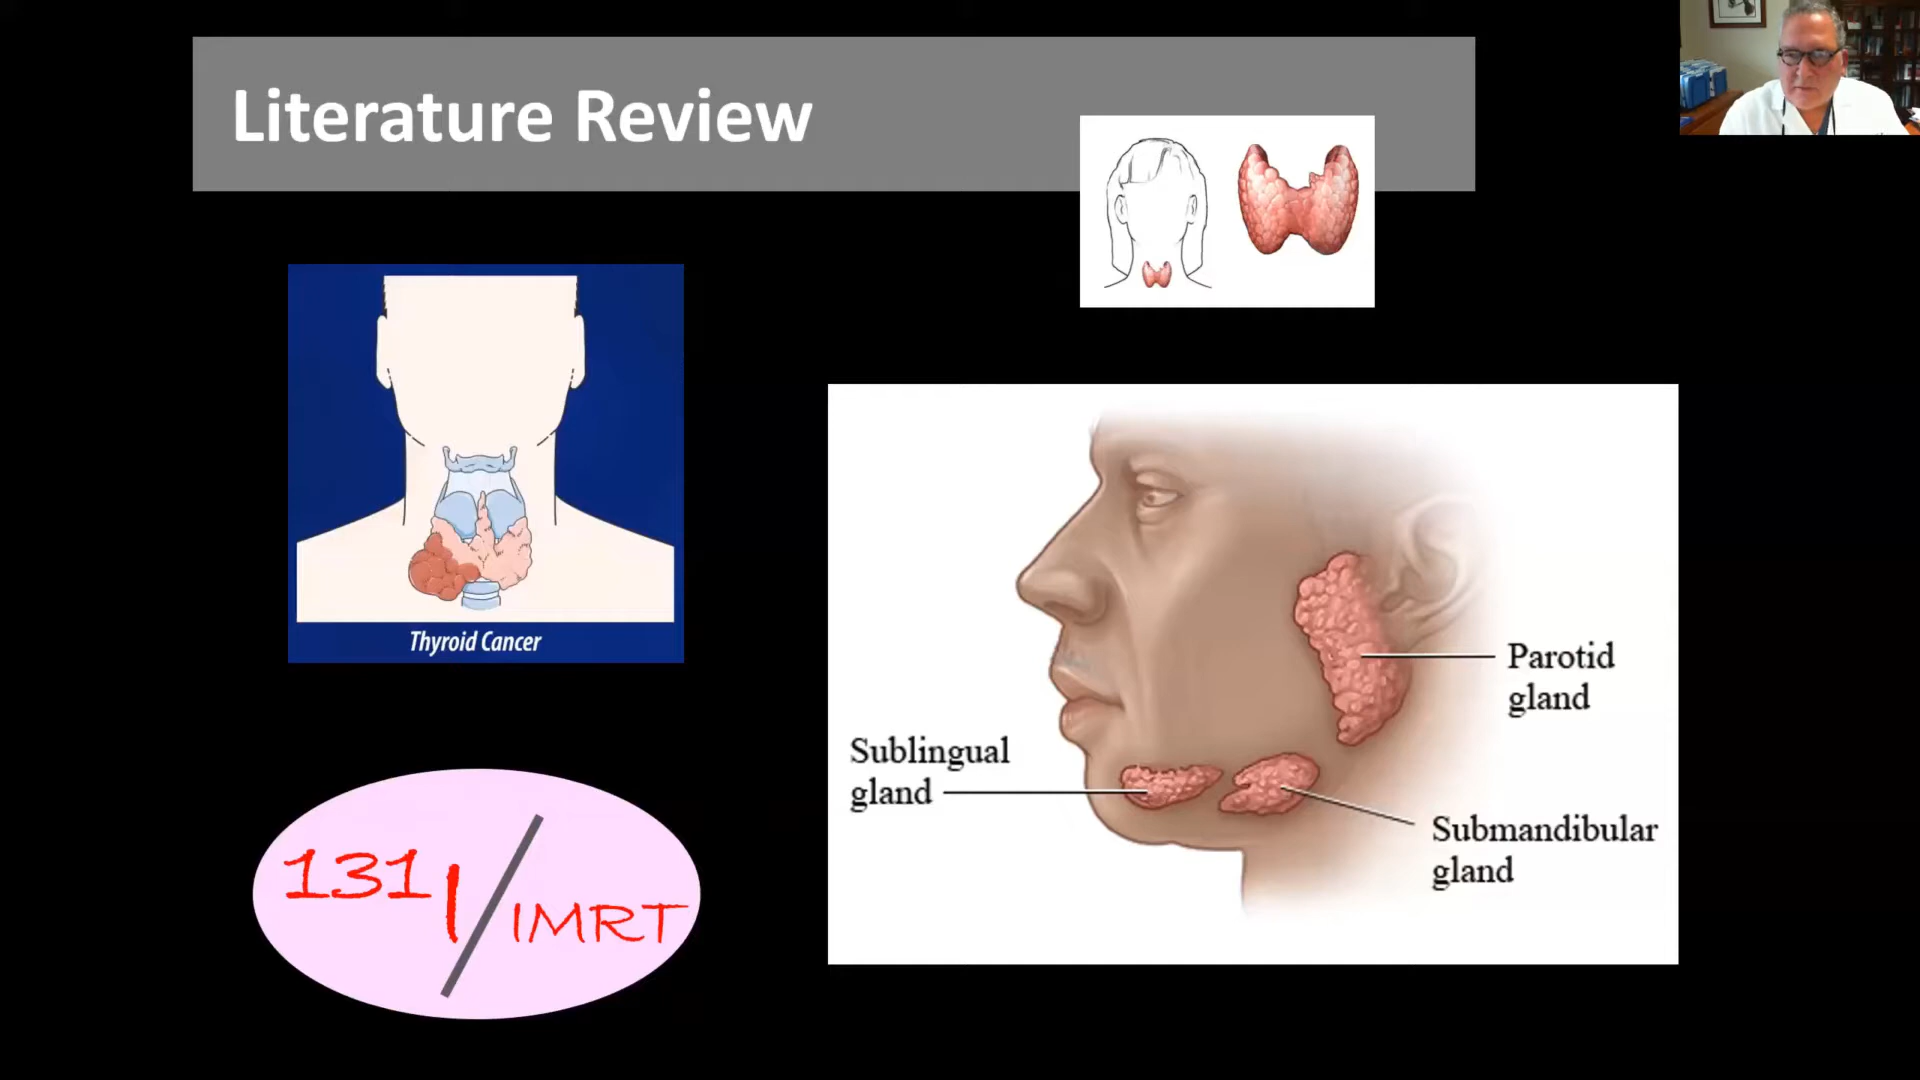 Literature Review
Thyroid Cancer
Parotid
gland
Sublingual
gland
Submandibular
gland
131I/IMRT